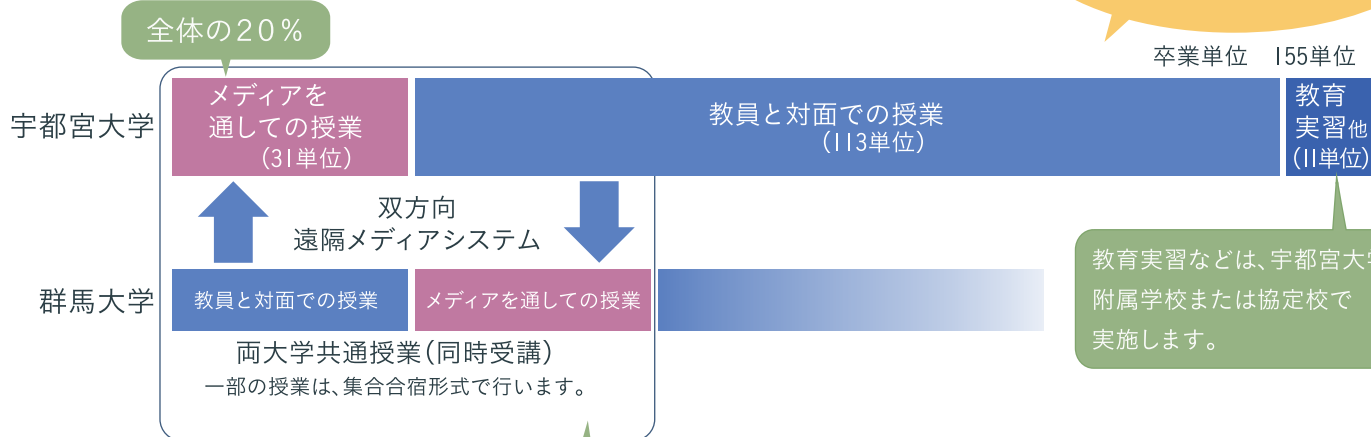 全体の20%
卒業単位 155単位
宇都宮大学
メディアを
通しての授業
(31単位)
教員と対面での授業
(113単位)
教育
実習他
(11単位)
双方向
遠隔メディアシステム
群馬大学
教員と対面での授業
メディアを通しての授業
両大学共通授業(同時受講)
一部の授業は、集合合宿形式で行います。
教育実習などは、宇都宮大学
附属学校または協定校で
実施します。